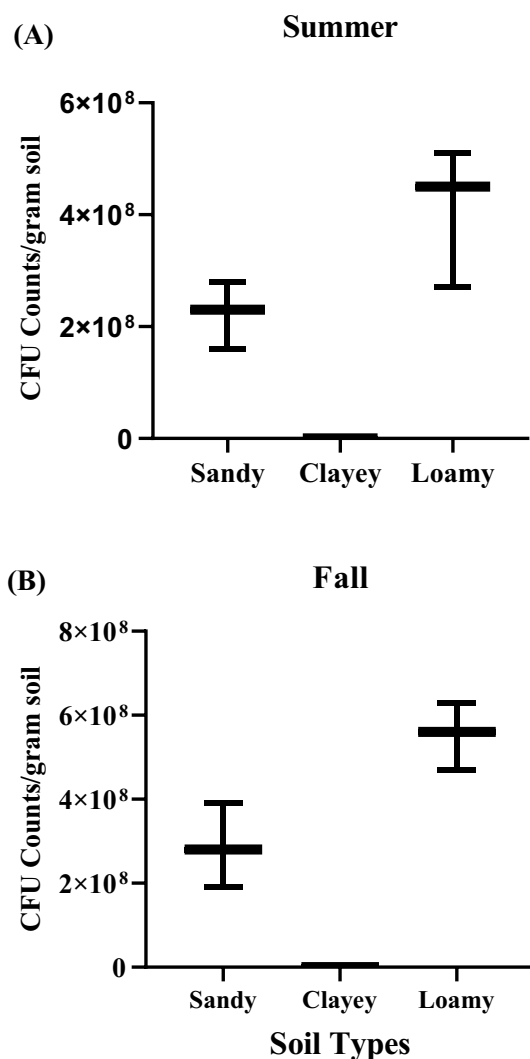 (A)
Summer
CFU Counts/gram soil
6×10⁸
4×10⁸
2×10⁸
0
Sandy Clayey Loamy
(B)
Fall
CFU Counts/gram soil
8×10⁸
6×10⁸
4×10⁸
2×10⁸
0
Sandy Clayey Loamy
Soil Types